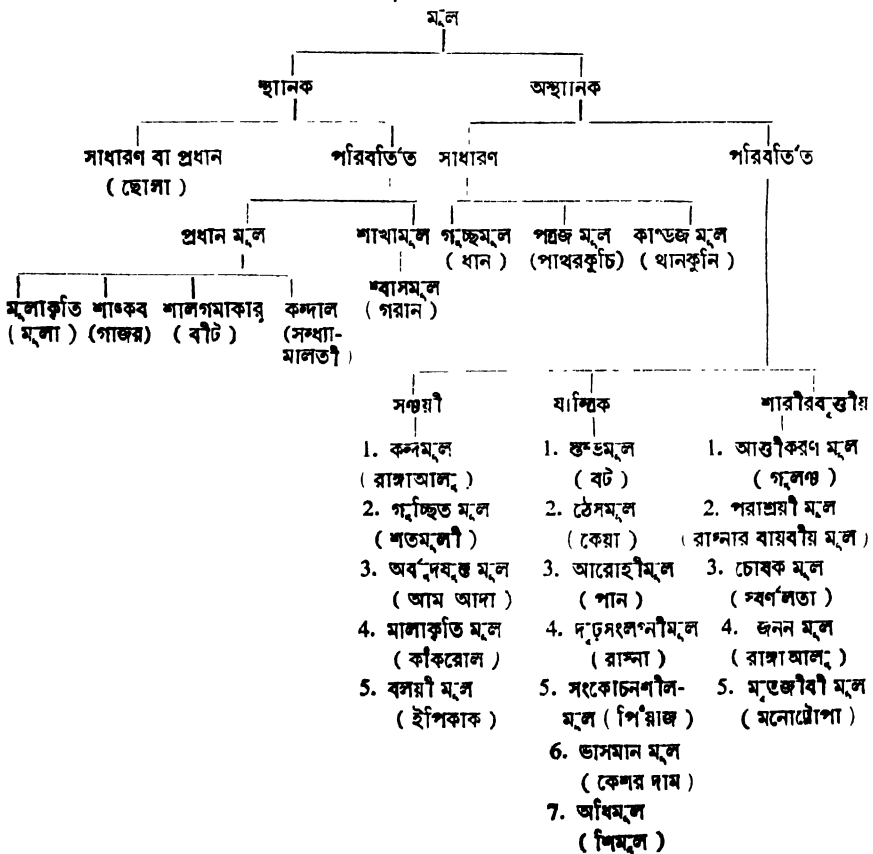 মূল
স্থানিক অস্থানিক
সাধারণ বা প্রধান পরিবর্তিত সাধারণ পরিবর্তিত
( ছোলা )
প্রধান মূল শাখামূল গুচ্ছমূল পত্রজ মূল কাণ্ডজ মূল
( ধান ) (পাথরকুচি) ( থানকুনি )
শ্বাসমূল
( গরান )
মূলাকৃতি শাঙ্কব শালগমাকার কন্দাল
( মূলা ) (গাজর) ( বীট ) (সন্ধ্যা-
মালতী )
সঞ্চয়ী যান্ত্রিক শারীরবৃত্তীয়
1. কন্দমূল 1. স্তম্ভমূল 1. আত্তীকরণ মূল
( রাঙ্গাআলু ) ( বট ) ( গুলঞ্চ )
2. গুচ্ছিত মূল 2. ঠেসমূল 2. পরাশ্রয়ী মূল
( শতমূলী ) ( কেয়া ) ( রাস্নার বায়বীয় মূল )
3. অর্বুদযুক্ত মূল 3. আরোহীমূল 3. চোষক মূল
( আম আদা ) ( পান ) ( স্বর্ণলতা )
4. মালাকৃতি মূল 4. দৃঢ়সংলগ্নীমূল 4. জনন মূল
( কাঁকরোল ) ( রাস্না ) ( রাঙ্গাআলু )
5. বলয়ী মূল 5. সংকোচনশীল- 5. মৃতজীবী মূল
( ইপিকাক ) মূল ( পিঁয়াজ ) ( মনোট্রোপা )
6. ভাসমান মূল
( কেশর দাম )
7. অধিমূল
( শিমূল )